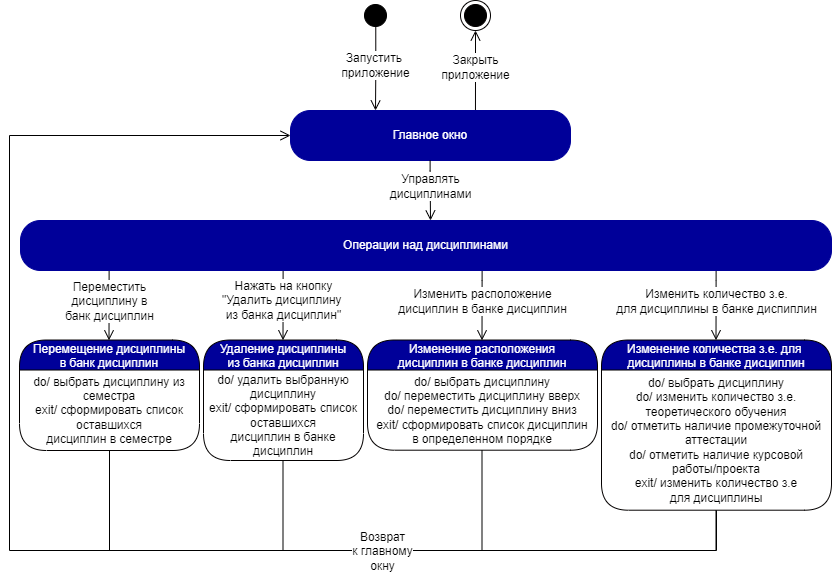 Запустить
приложение
Закрыть
приложение
Главное окно
Управлять
дисциплинами
Операции над дисциплинами
Переместить
дисциплину в
банк дисциплин
Нажать на кнопку
"Удалить дисциплину
из банка дисциплин"
Изменить расположение
дисциплин в банке дисциплин
Изменить количество з.е.
для дисциплины в банке диспиплин
Перемещение дисциплины
в банк дисциплин
do/ выбрать дисциплину из
семестра
exit/ сформировать список
оставшихся
дисциплин в семестре
Удаление дисциплины
из банка дисциплин
do/ удалить выбранную
дисциплину
exit/ сформировать список
оставшихся
дисциплин в банке
дисциплин
Изменение расположения
дисциплин в банке дисциплин
do/ выбрать дисциплину
do/ переместить дисциплину вверх
do/ переместить дисциплину вниз
exit/ сформировать список дисциплин
в определенном порядке
Изменение количества з.е. для
дисциплины в банке дисциплин
do/ выбрать дисциплину
do/ изменить количество з.е.
теоретического обучения
do/ отметить наличие промежуточной
аттестации
do/ отметить наличие курсовой
работы/проекта
exit/ изменить количество з.е
для дисциплины
Возврат
к главному
окну